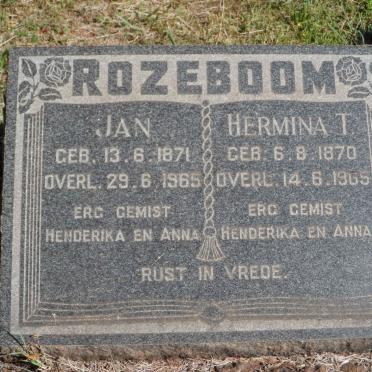 ROZEBOOM
JAN
GEB. 13.6.1871
OVERL. 29.6.1965
ERG GEMIST
HENDERIKA EN ANNA
HERMINA T.
GEB. 6.8.1870
OVERL. 14.6.1965
ERG GEMIST
HENDERIKA EN ANNA
RUST IN VREDE.